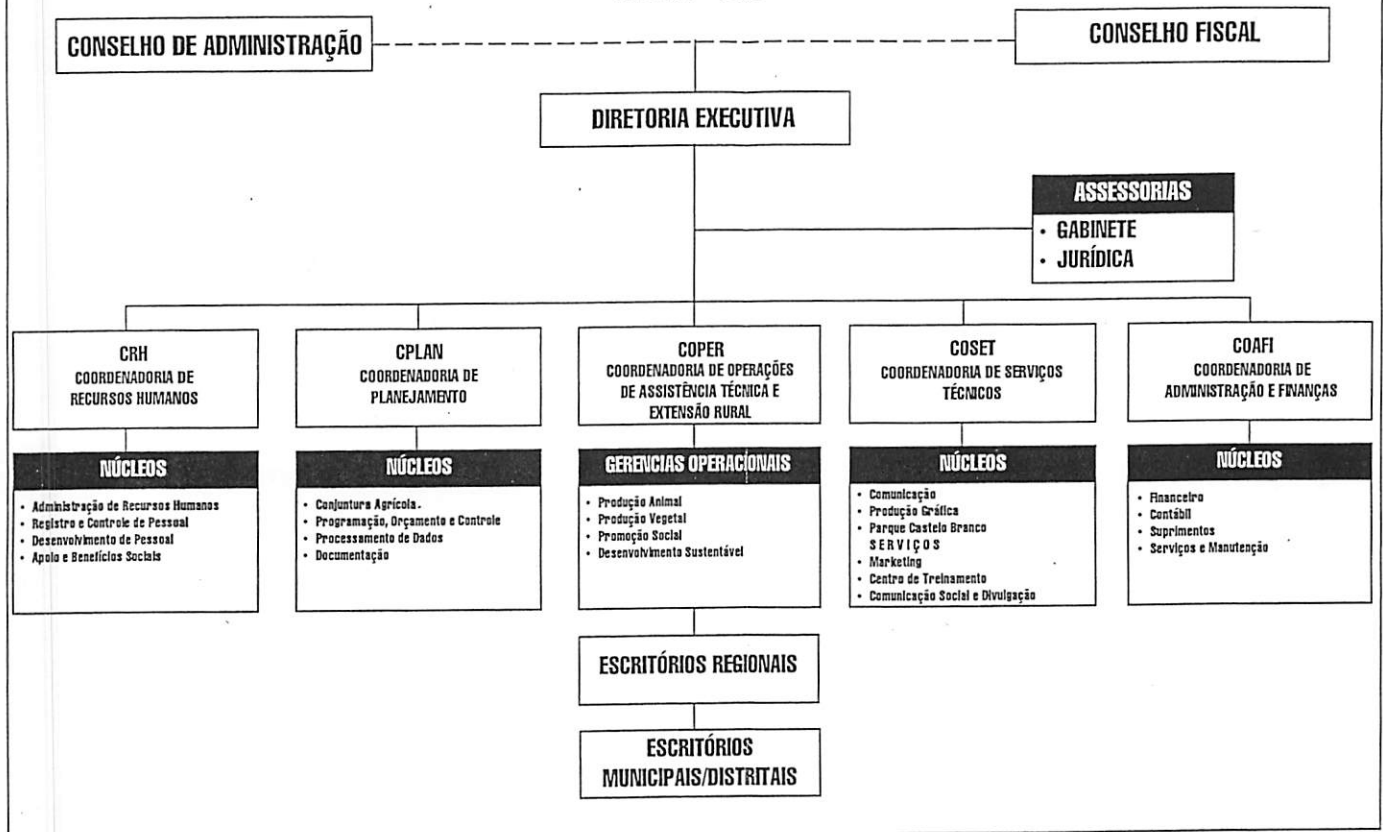 CONSELHO DE ADMINISTRAÇÃO
CONSELHO FISCAL
DIRETORIA EXECUTIVA
ASSESSORIAS
• GABINETE
• JURÍDICA
CRH
COORDENADORIA DE
RECURSOS HUMANOS
NÚCLEOS
• Administração de Recursos Humanos
• Registro e Controle de Pessoal
• Desenvolvimento de Pessoal
• Apoio e Benefícios Sociais
CPLAN
COORDENADORIA DE
PLANEJAMENTO
NÚCLEOS
• Conjuntura Agrícola.
• Programação, Orçamento e Controle
• Processamento de Dados
• Documentação
COPER
COORDENADORIA DE OPERAÇÕES
DE ASSISTÊNCIA TÉCNICA E
EXTENSÃO RURAL
GERENCIAS OPERACIONAIS
• Produção Animal
• Produção Vegetal
• Promoção Social
• Desenvolvimento Sustentável
ESCRITÓRIOS REGIONAIS
ESCRITÓRIOS
MUNICIPAIS/DISTRITAIS
COSET
COORDENADORIA DE SERVIÇOS
TÉCNICOS
NÚCLEOS
• Comunicação
• Produção Gráfica
• Parque Castelo Branco
SERVIÇOS
• Marketing
• Centro de Treinamento
• Comunicação Social e Divulgação
COAFI
COORDENADORIA DE
ADMINISTRAÇÃO E FINANÇAS
NÚCLEOS
• Financeiro
• Contábil
• Suprimentos
• Serviços e Manutenção